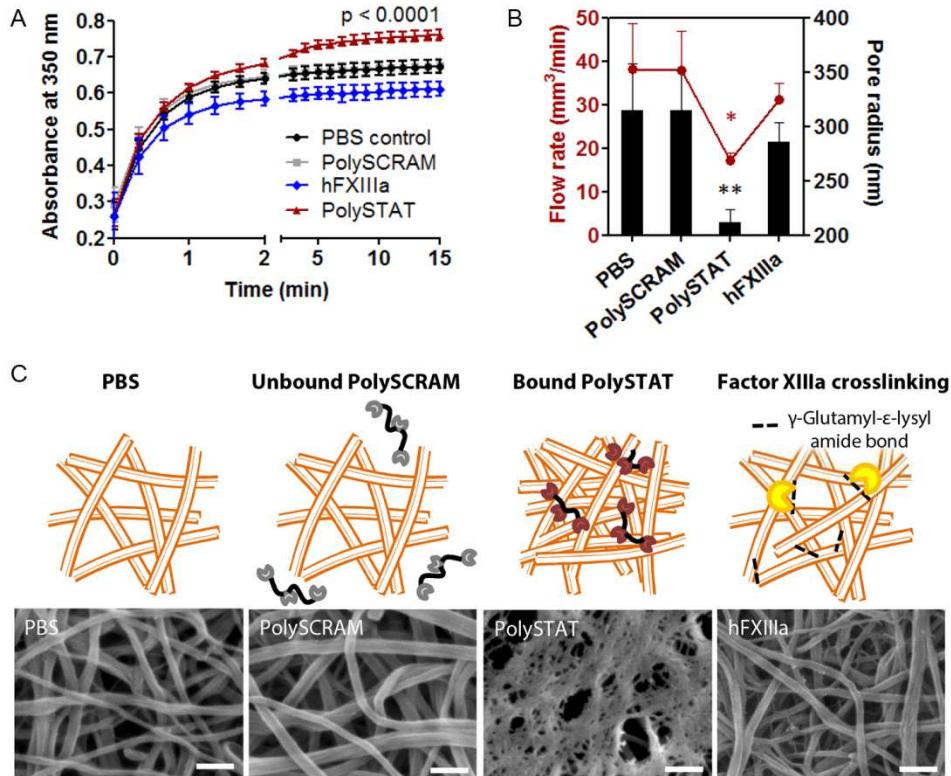 A
p < 0.0001
Absorbance at 350 nm
0.8
0.7
0.6
0.5
0.4
0.3
0.2
PBS control
PolySCRAM
hFXIIIa
PolySTAT
0 1 2 5 10 15
Time (min)
B
Flow rate (mm³/min)
50
40
30
20
10
0
*
**
400
350
300
250
200
Pore radius (nm)
PBS
PolySCRAM
PolySTAT
hFXIIIa
C
PBS
Unbound PolySCRAM
Bound PolySTAT
Factor XIIIa crosslinking
γ-Glutamyl-ε-lysyl
amide bond
PBS
PolySCRAM
PolySTAT
hFXIIIa